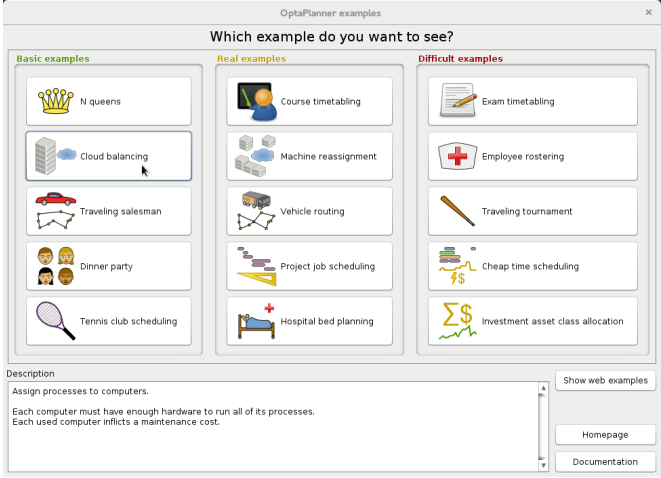 OptaPlanner examples
Which example do you want to see?
Basic examples
N queens
Cloud balancing
Traveling salesman
Dinner party
Tennis club scheduling
Real examples
Course timetabling
Machine reassignment
Vehicle routing
Project job scheduling
Hospital bed planning
Difficult examples
Exam timetabling
Employee rostering
Traveling tournament
Cheap time scheduling
Investment asset class allocation
Description
Assign processes to computers.
Each computer must have enough hardware to run all of its processes.
Each used computer inflicts a maintenance cost.
Show web examples
Homepage
Documentation